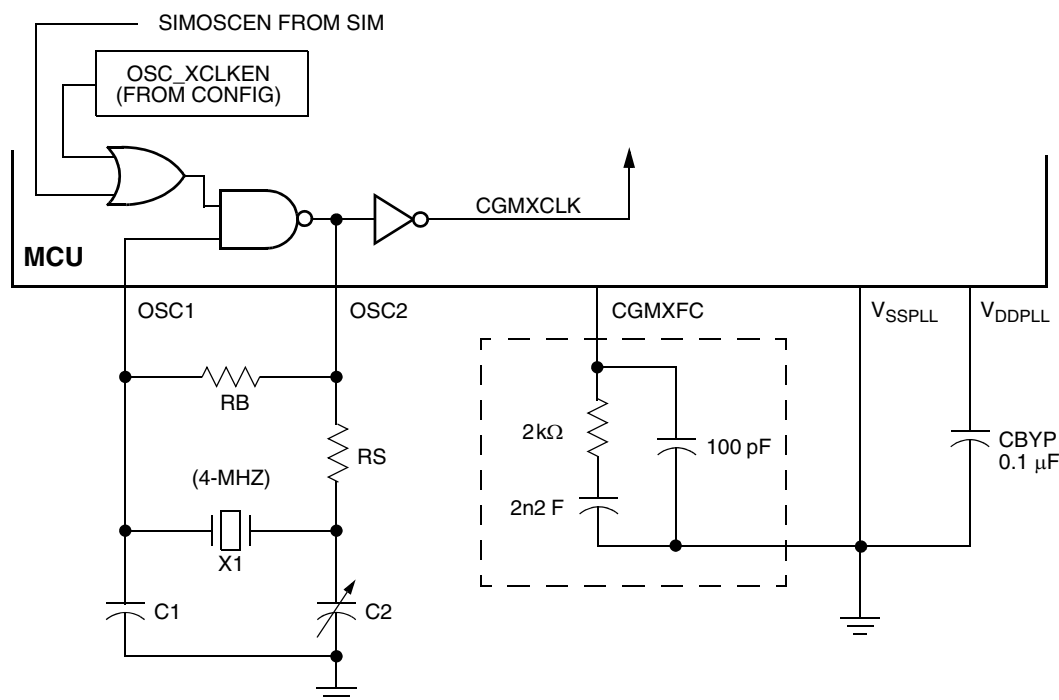 SIMOSCEN FROM SIM
OSC_XCLKEN
(FROM CONFIG)
CGMXCLK
MCU
OSC1
OSC2
CGMXFC
VSSPLL
VDDPLL
RB
2kΩ
100 pF
CBYP
0.1 µF
RS
(4-MHZ)
2n2 F
X1
C1
C2